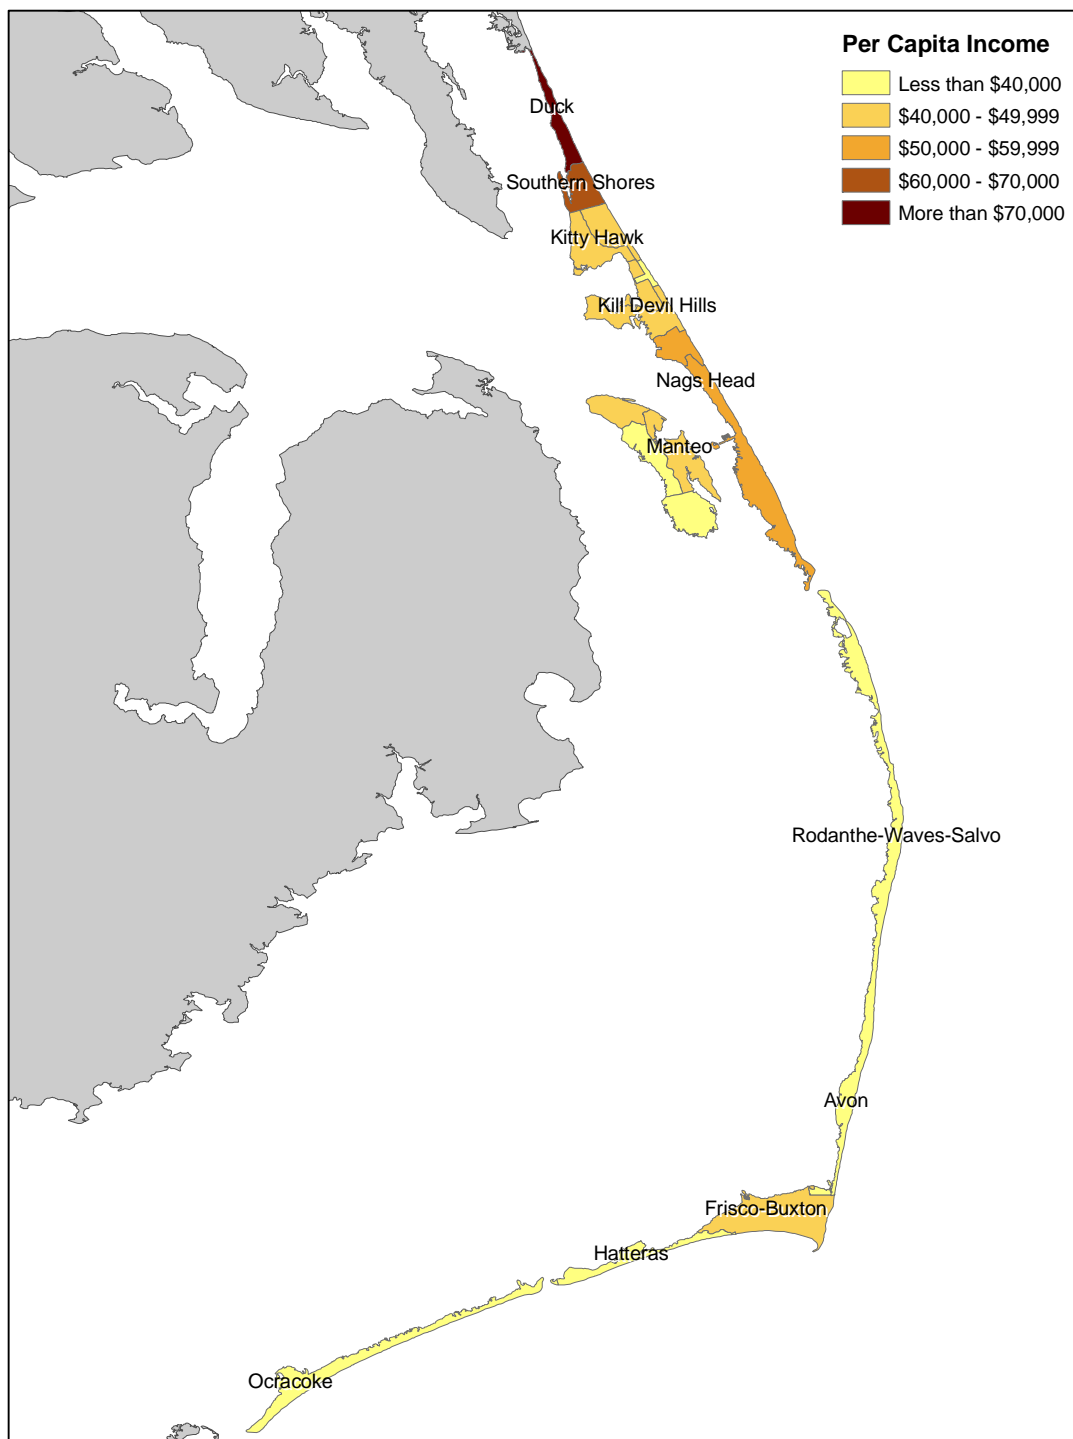 Per Capita Income
Less than $40,000
$40,000 - $49,999
$50,000 - $59,999
$60,000 - $70,000
More than $70,000
Duck
Southern Shores
Kitty Hawk
Kill Devil Hills
Nags Head
Manteo
Rodanthe-Waves-Salvo
Avon
Frisco-Buxton
Hatteras
Ocracoke